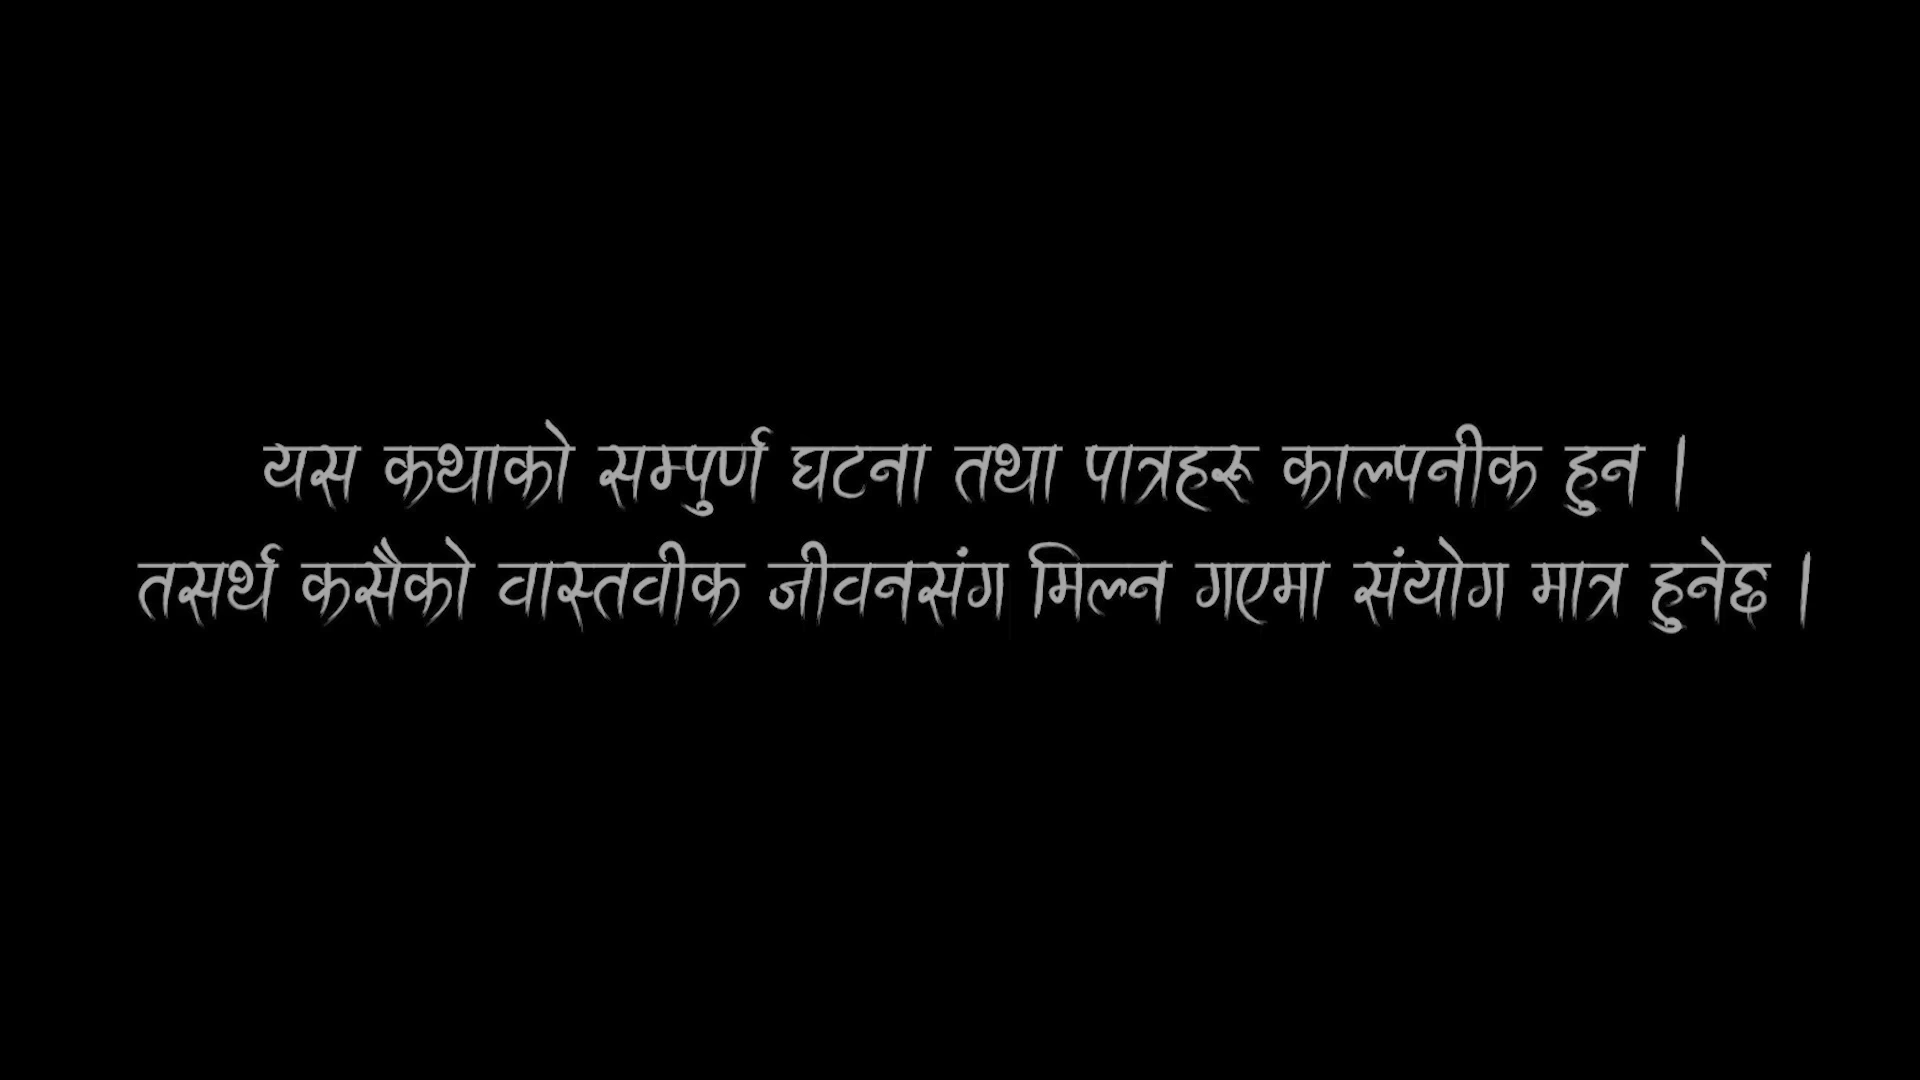 यस कथाको सम्पुर्ण घटना तथा पात्रहरू काल्पनीक हुन ।
तसर्थ कसैको वास्तवीक जीवनसंग मिल्न गएमा संयोग मात्र हुनेछ ।